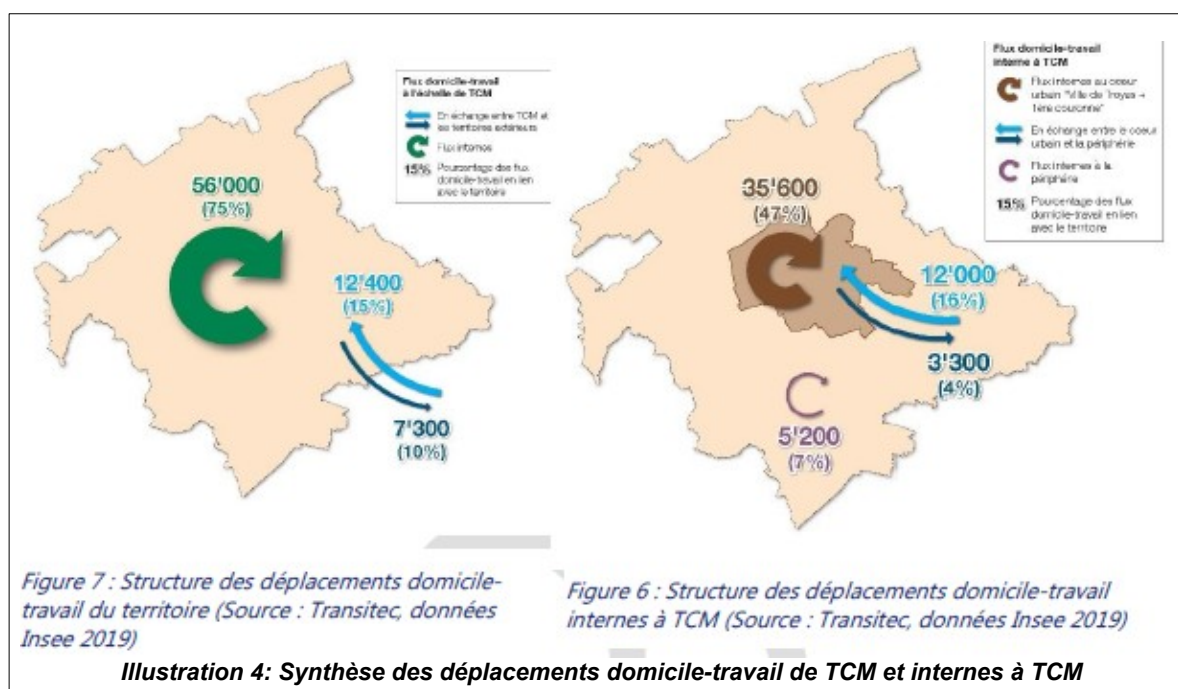 Flux domicile-travail
à l'échelle de TCM
En échange entre TCM et
les territoires extérieurs
Flux internes
15% Pourcentage des flux
domicile-travail en lien
avec le territoire
56'000
(75%)
12'400
(15%)
7'300
(10%)
Figure 7 : Structure des déplacements domicile-
travail du territoire (Source : Transitec, données
Insee 2019)
Flux domicile-travail
interne à TCM
Flux internes au coeur
urbain "Ville de Troyes +
1ère couronne"
En échange entre le coeur
urbain et la périphérie
Flux internes à la
périphérie
15% Pourcentage des flux
domicile-travail en lien
avec le territoire
35'600
(47%)
12'000
(16%)
3'300
(4%)
5'200
(7%)
Figure 6 : Structure des déplacements domicile-travail
internes à TCM (Source : Transitec, données Insee 2019)
Illustration 4: Synthèse des déplacements domicile-travail de TCM et internes à TCM